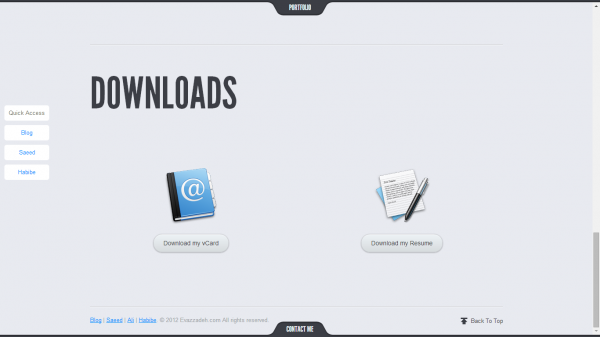 PORTFOLIO
DOWNLOADS
Quick Access
Blog
Saeed
Habibe
@
Download my vCard
Download my Resume
Blog | Saeed | Ali | Habibe © 2012 Evazzadeh.com All rights reserved.
Back To Top
CONTACT ME